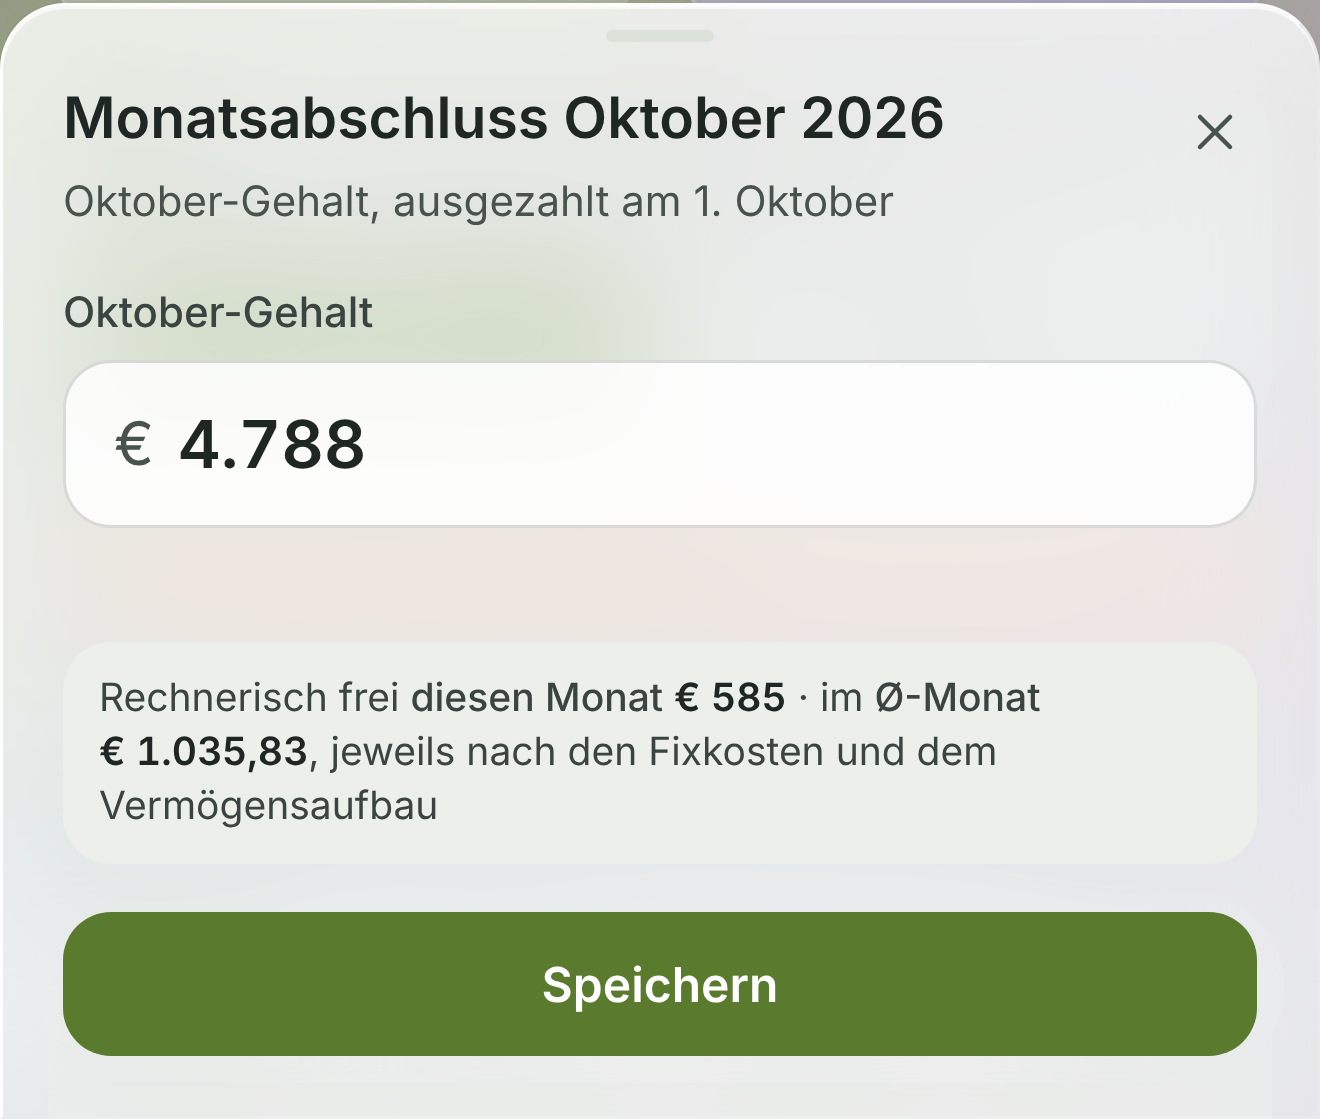 Monatsabschluss Oktober 2026
Oktober-Gehalt, ausgezahlt am 1. Oktober
Oktober-Gehalt
€ 4.788
Rechnerisch frei diesen Monat € 585 · im Ø-Monat
€ 1.035,83, jeweils nach den Fixkosten und dem
Vermögensaufbau
Speichern